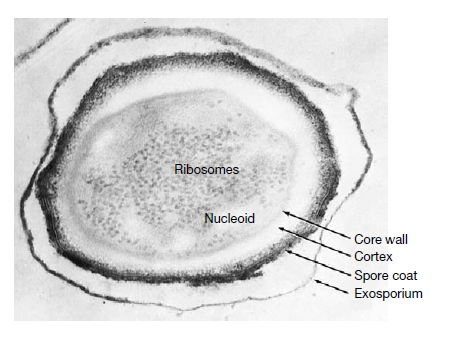 Ribosomes
Nucleoid
Core wall
Cortex
Spore coat
Exosporium